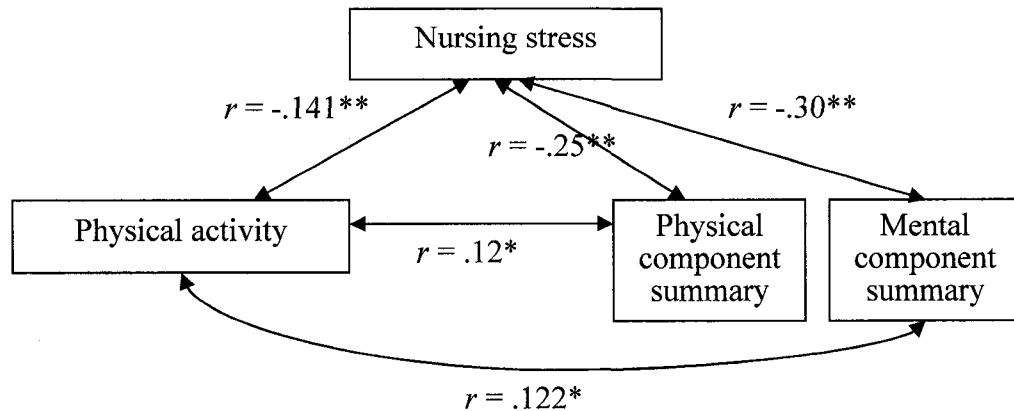 Nursing stress
r = -.141**
r = -.30**
r = -.25**
Physical activity
r = .12*
Physical
component
summary
Mental
component
summary
r = .122*